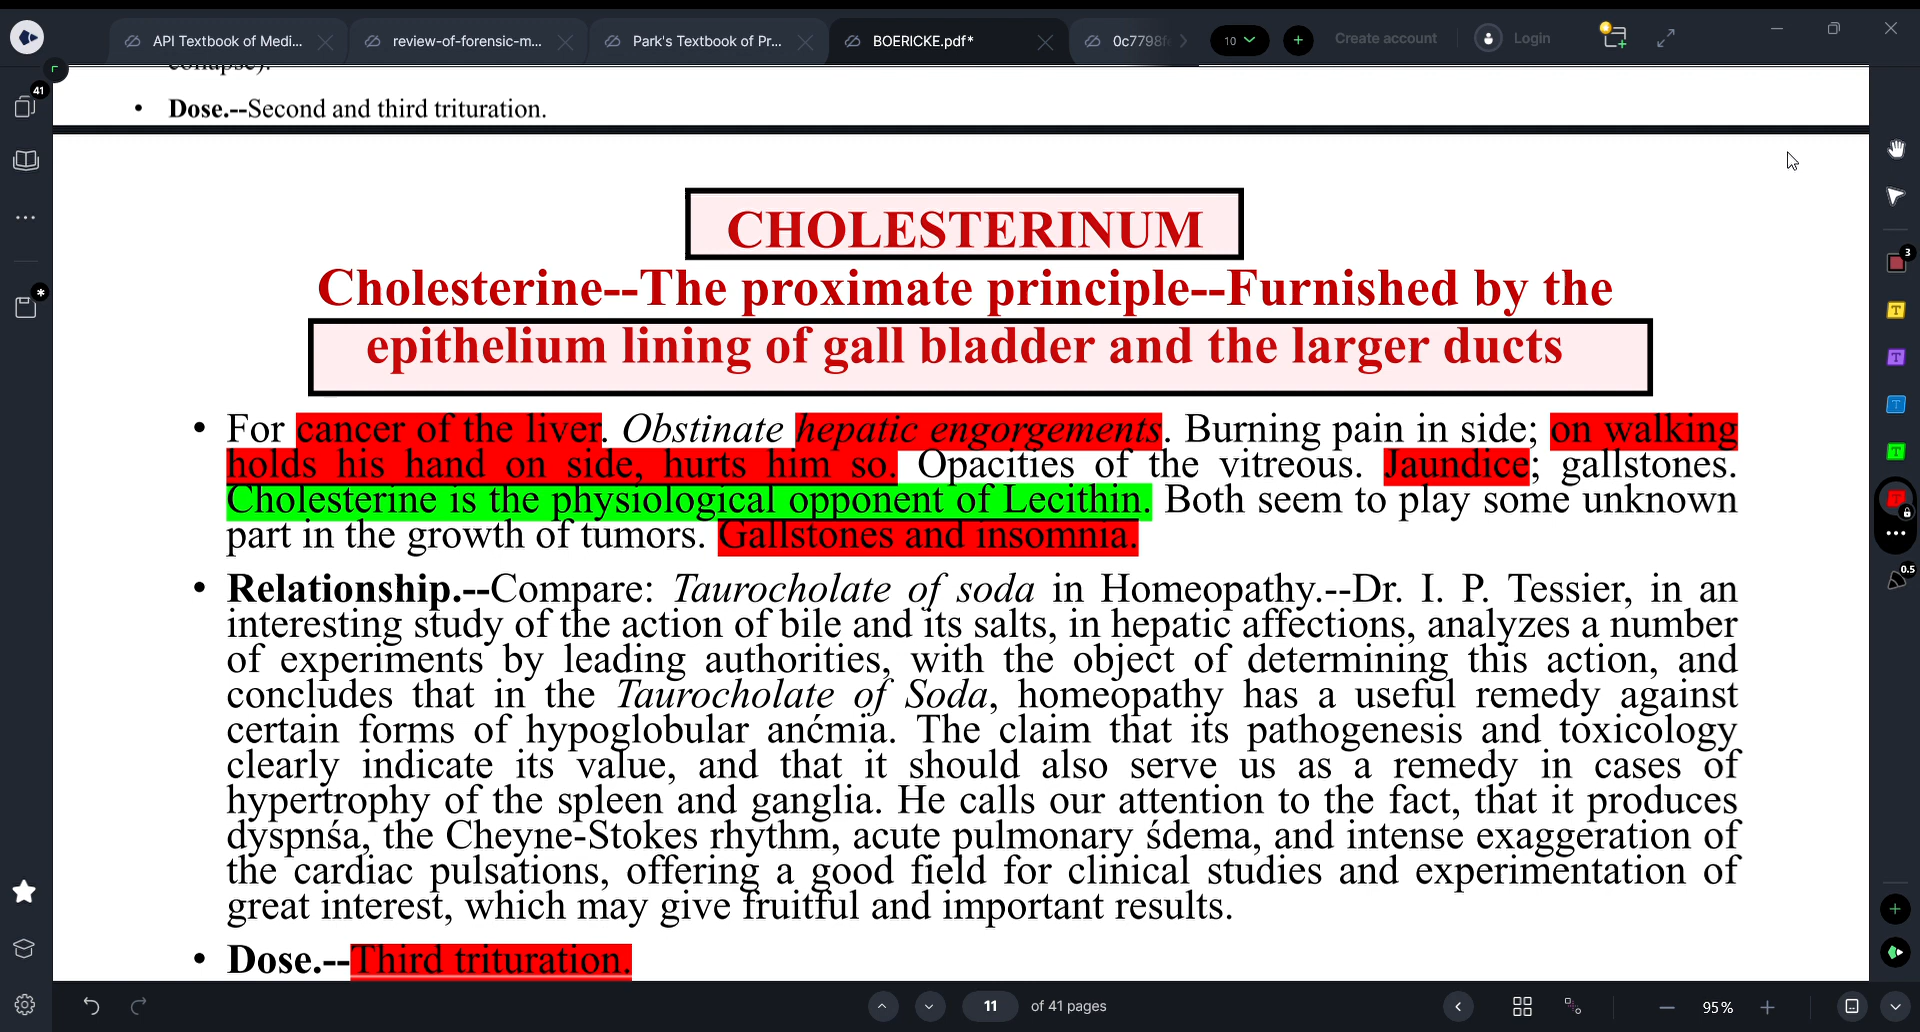 API Textbook of Medi...
review-of-forensic-m...
Park's Textbook of Pr...
BOERICKE.pdf*
0c7798f
10
Create account
Login
41
collapse).
• Dose.--Second and third trituration.
CHOLESTERINUM
Cholesterine--The proximate principle--Furnished by the
epithelium lining of gall bladder and the larger ducts
• For cancer of the liver. Obstinate hepatic engorgements. Burning pain in side; on walking
holds his hand on side, hurts him so. Opacities of the vitreous. Jaundice; gallstones.
Cholesterine is the physiological opponent of Lecithin. Both seem to play some unknown
part in the growth of tumors. Gallstones and insomnia.
• Relationship.--Compare: Taurocholate of soda in Homeopathy.--Dr. I. P. Tessier, in an
interesting study of the action of bile and its salts, in hepatic affections, analyzes a number
of experiments by leading authorities, with the object of determining this action, and
concludes that in the Taurocholate of Soda, homeopathy has a useful remedy against
certain forms of hypoglobular anćmia. The claim that its pathogenesis and toxicology
clearly indicate its value, and that it should also serve us as a remedy in cases of
hypertrophy of the spleen and ganglia. He calls our attention to the fact, that it produces
dyspnśa, the Cheyne-Stokes rhythm, acute pulmonary śdema, and intense exaggeration of
the cardiac pulsations, offering a good field for clinical studies and experimentation of
great interest, which may give fruitful and important results.
• Dose.--Third trituration.
3
T
T
T
T
T
0.5
11
of 41 pages
95%